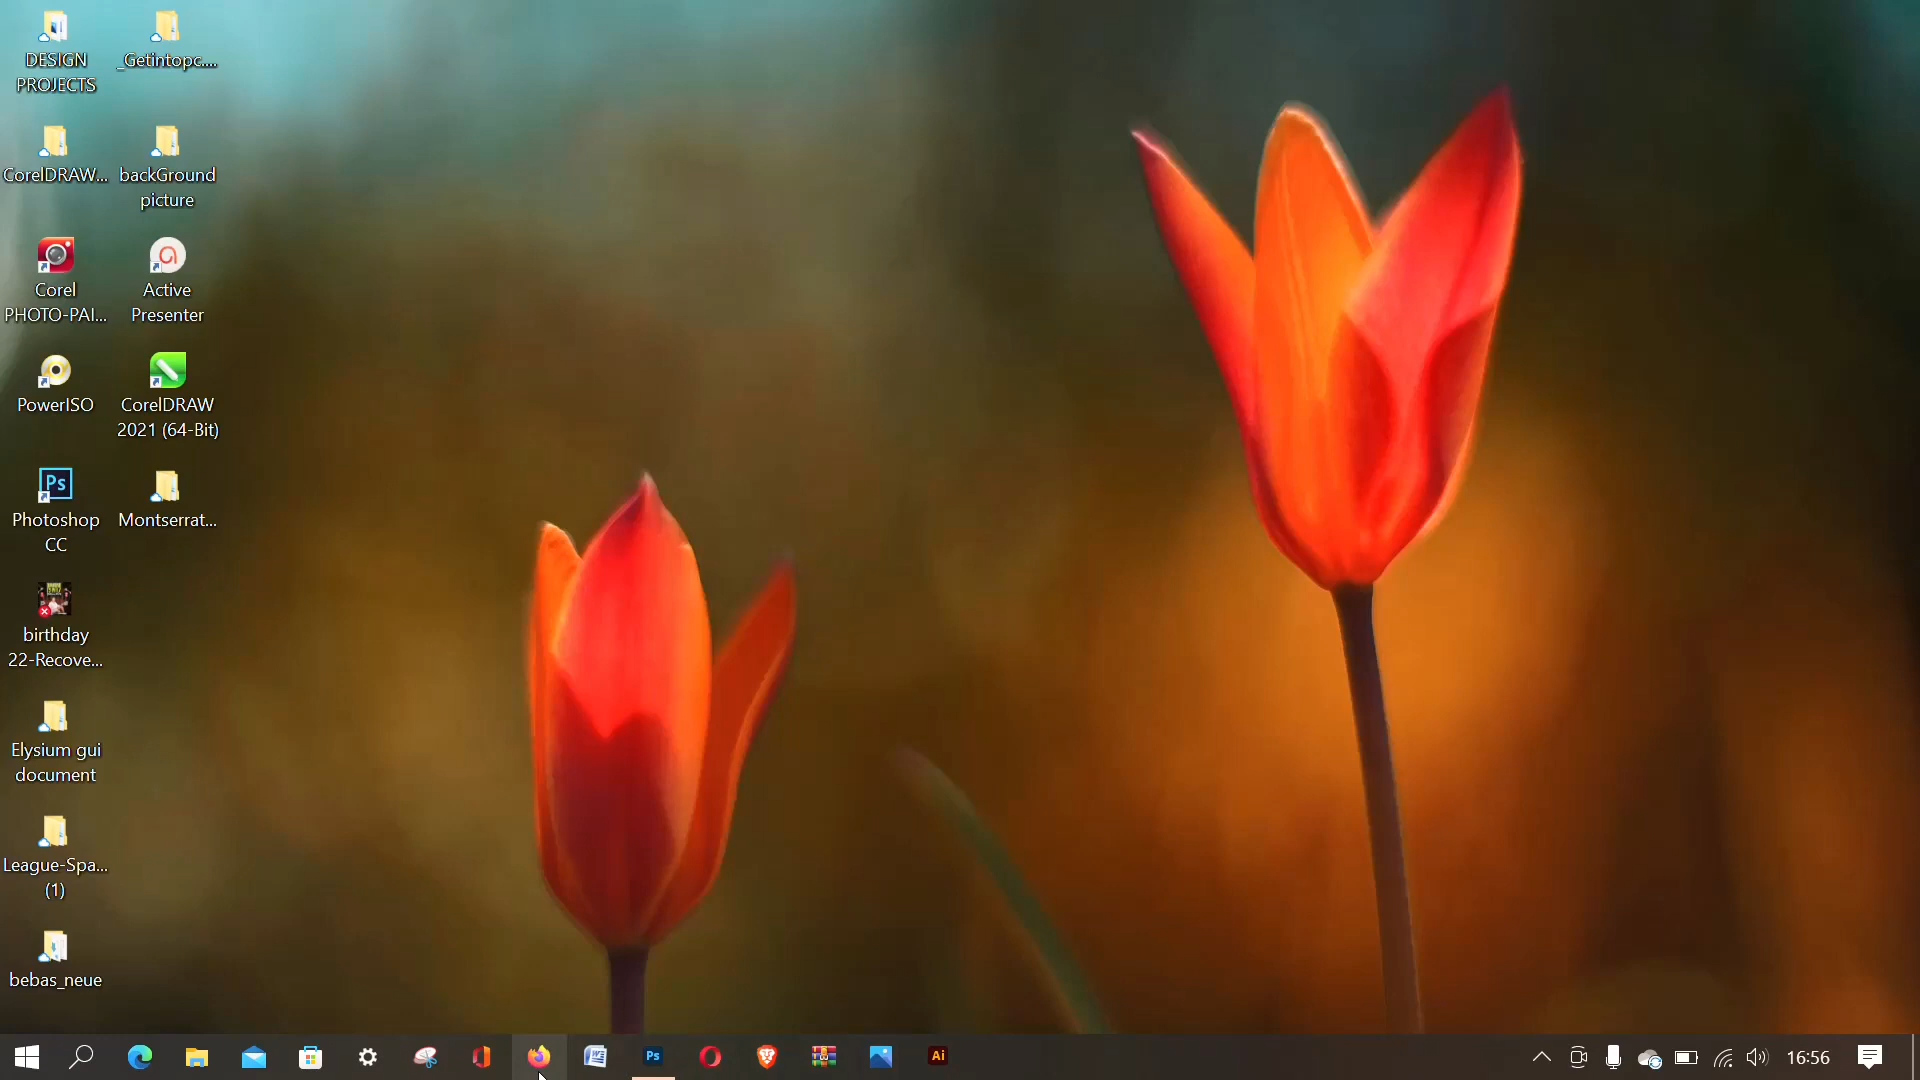 DESIGN
PROJECTS
_Getintopc....
CorelDRAW...
backGround
picture
Corel
PHOTO-PAI...
Active
Presenter
PowerISO
CorelDRAW
2021 (64-Bit)
Ps
Photoshop
CC
Montserrat...
birthday
22-Recove...
Elysium gui
document
League-Spa...
(1)
bebas_neue
Ps
Ai
16:56